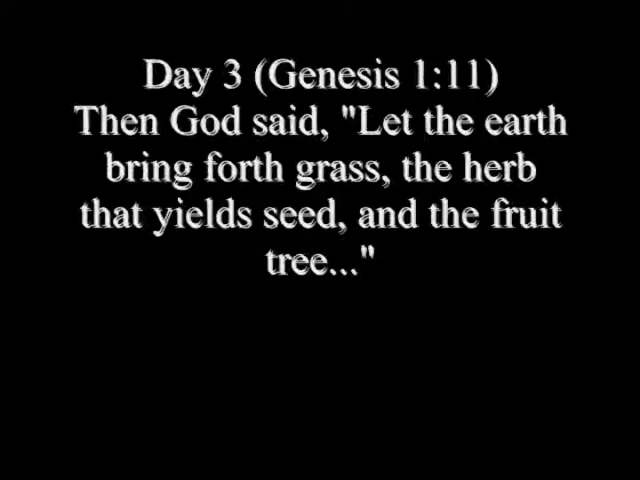 Day 3 (Genesis 1:11)
Then God said, "Let the earth
bring forth grass, the herb
that yields seed, and the fruit
tree..."